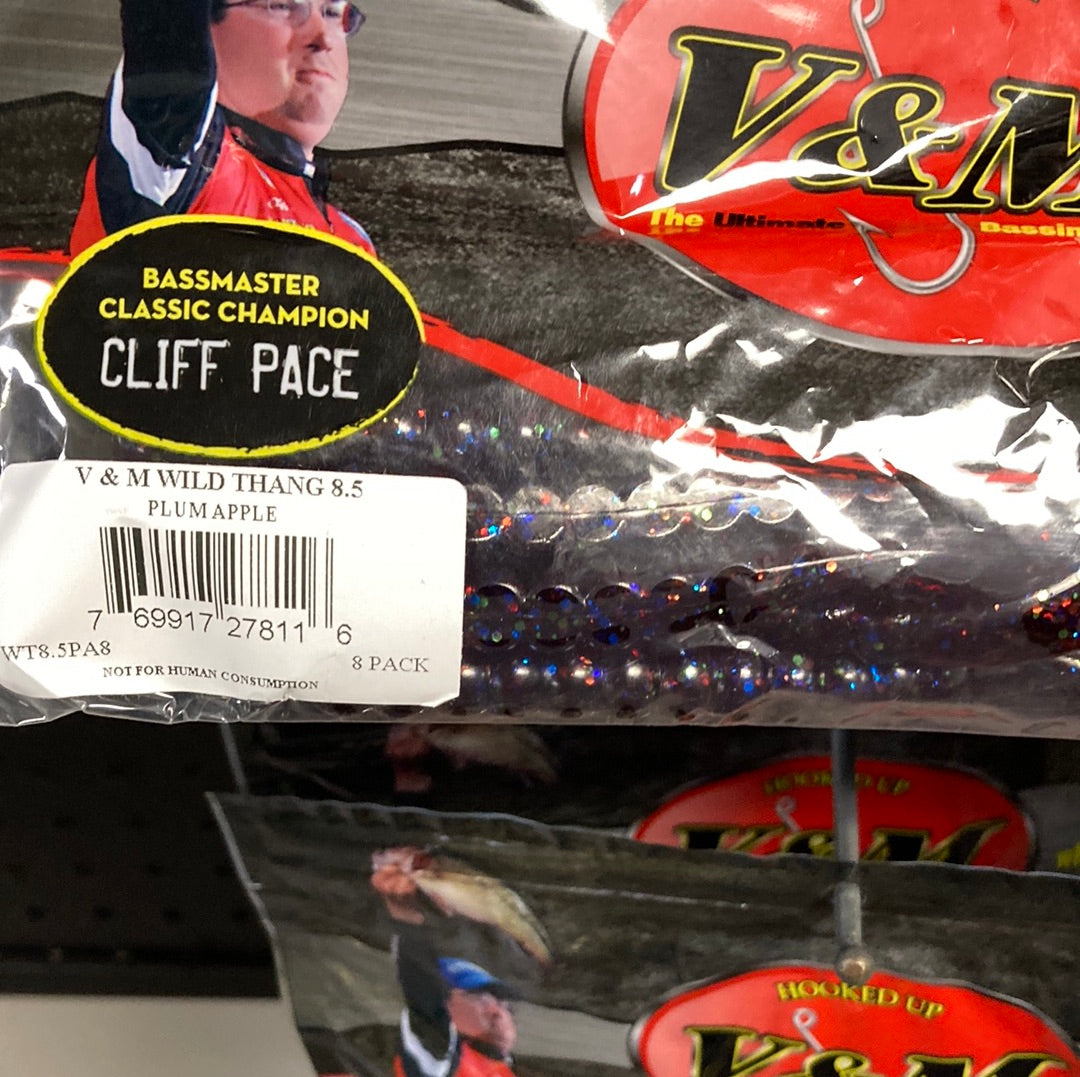 V&M
The Ultimate Bassin
BASSMASTER
CLASSIC CHAMPION
CLIFF PACE
V & M WILD THANG 8.5
PLUM APPLE
7 69917 27811 6
WT8.5PA8
8 PACK
NOT FOR HUMAN CONSUMPTION
HOOKED UP
V&M
HOOKED UP
V&M